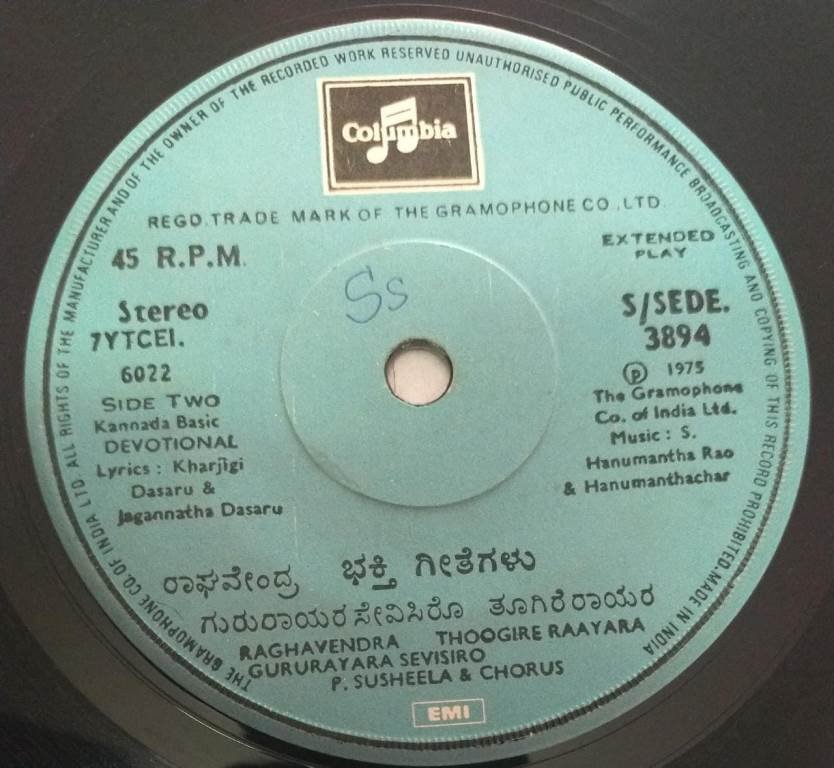 THE GRAMOPHONE CO. OF INDIA LTD. ALL RIGHTS OF THE MANUFACTURER AND OF THE OWNER OF THE RECORDED WORK RESERVED UNAUTHORISED PUBLIC PERFORMANCE BROADCASTING AND COPYING OF THIS RECORD PROHIBITED. MADE IN INDIA
Columbia
REGD. TRADE MARK OF THE GRAMOPHONE CO., LTD.
45 R.P.M.
EXTENDED
PLAY
Ss
Stereo
7YTCEI.
6022
SIDE TWO
Kannada Basic
DEVOTIONAL
Lyrics : Kharjigi
Dasaru &
Jagannatha Dasaru
S/SEDE.
3894
℗ 1975
The Gramophone
Co. of India Ltd.
Music : S.
Hanumantha Rao
& Hanumanthachar
ರಾಘವೇಂದ್ರ ಭಕ್ತಿ ಗೀತೆಗಳು
ಗುರುರಾಯರ ಸೇವಿಸಿರೊ ತೂಗಿರೆ ರಾಯರ
RAGHAVENDRA THOOGIRE RAAYARA
GURURAYARA SEVISIRO
P. SUSHEELA & CHORUS
EMI